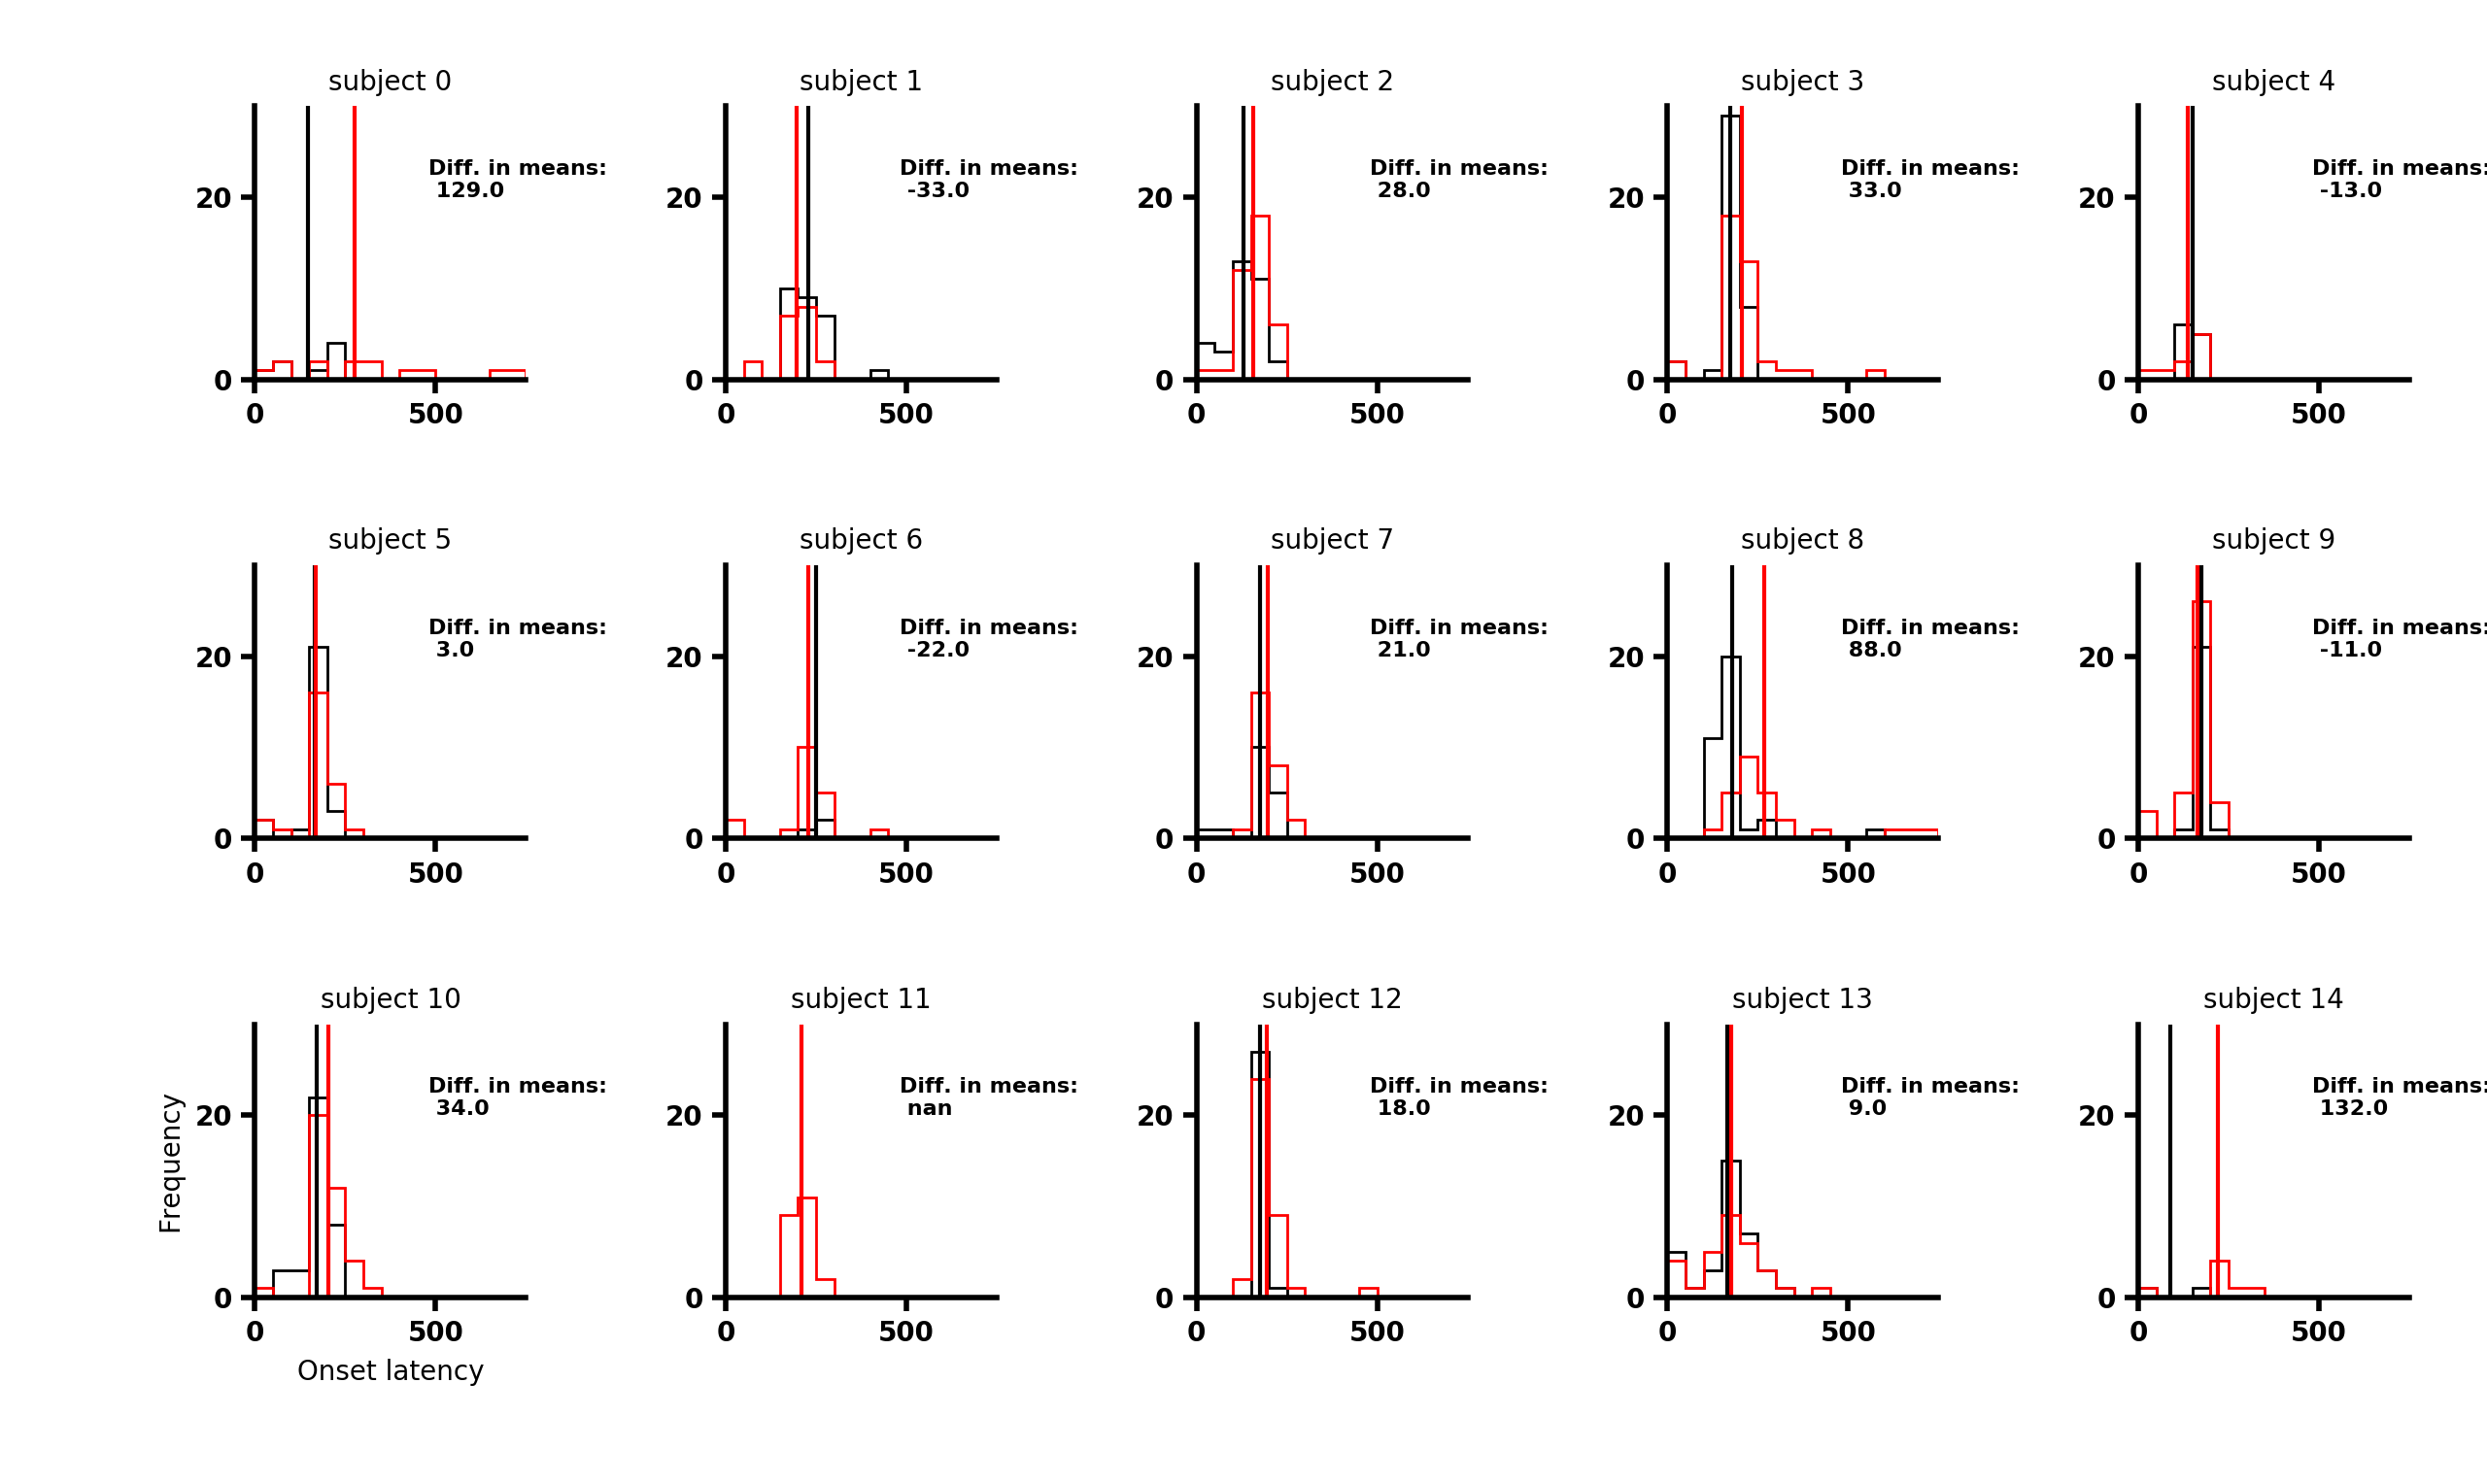 subject 0
subject 1
subject 2
subject 3
subject 4
Diff. in means:
129.0
Diff. in means:
-33.0
Diff. in means:
28.0
Diff. in means:
33.0
Diff. in means:
-13.0
20
0
0
500
20
0
0
500
20
0
0
500
20
0
0
500
20
0
0
500
subject 5
subject 6
subject 7
subject 8
subject 9
Diff. in means:
3.0
Diff. in means:
-22.0
Diff. in means:
21.0
Diff. in means:
88.0
Diff. in means:
-11.0
20
0
0
500
20
0
0
500
20
0
0
500
20
0
0
500
20
0
0
500
subject 10
subject 11
subject 12
subject 13
subject 14
Diff. in means:
34.0
Diff. in means:
nan
Diff. in means:
18.0
Diff. in means:
9.0
Diff. in means:
132.0
Frequency
20
0
0
500
20
0
0
500
20
0
0
500
20
0
0
500
20
0
0
500
Onset latency